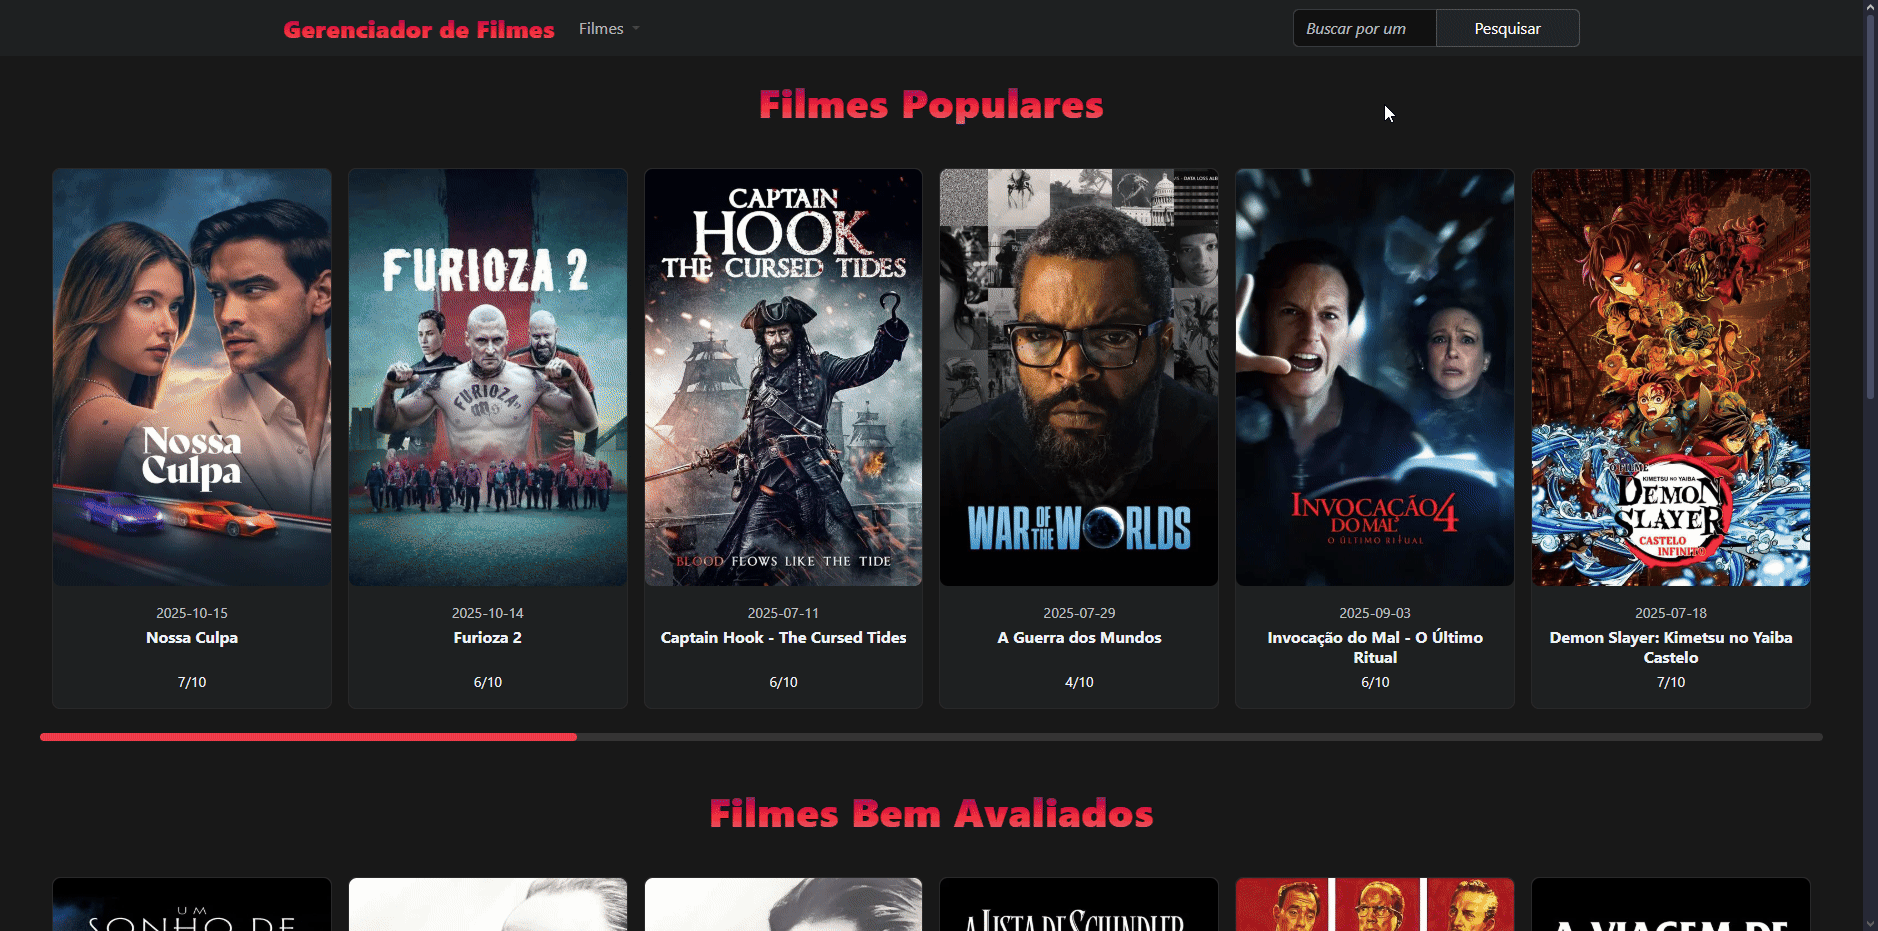 Gerenciador de Filmes
Filmes
Buscar por um
Pesquisar
Filmes Populares
Nossa
Culpa
FURIOZA 2
FURIOZA
CAPTAIN
HOOK
THE CURSED TIDES
BLOOD FLOWS LIKE THE TIDE
DATA LOSS ALE
WAR OF THE WORLDS
INVOCAÇÃO
DO MAL 4
O ÚLTIMO RITUAL
O FILME
KIMETSU NO YAIBA
DEMON
SLAYER
CASTELO
INFINITO
2025-10-15
Nossa Culpa
7/10
2025-10-14
Furioza 2
6/10
2025-07-11
Captain Hook - The Cursed Tides
6/10
2025-07-29
A Guerra dos Mundos
4/10
2025-09-03
Invocação do Mal - O Último
Ritual
6/10
2025-07-18
Demon Slayer: Kimetsu no Yaiba
Castelo
7/10
Filmes Bem Avaliados
UM
SONHO DE
A LISTA DE SCHINDLER
A VIAGEM DE